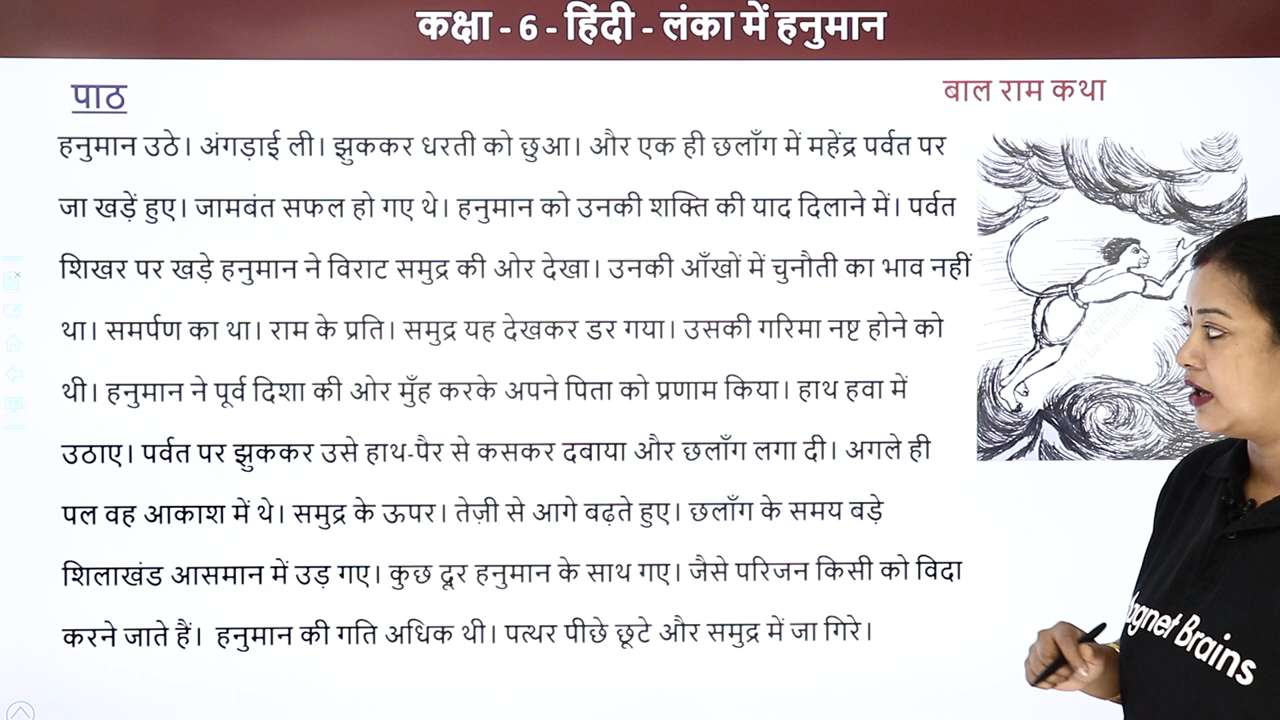 कक्षा - 6 - हिंदी - लंका में हनुमान
पाठ
बाल राम कथा
हनुमान उठे। अंगड़ाई ली। झुककर धरती को छुआ। और एक ही छलाँग में महेंद्र पर्वत पर
जा खड़ें हुए। जामबंत सफल हो गए थे। हनुमान को उनकी शक्ति की याद दिलाने में। पर्वत
शिखर पर खड़े हनुमान ने विराट समुद्र की ओर देखा। उनकी आँखों में चुनौती का भाव नहीं
था। समर्पण का था। राम के प्रति। समुद्र यह देखकर डर गया। उसकी गरिमा नष्ट होने को
थी। हनुमान ने पूर्व दिशा की ओर मुँह करके अपने पिता को प्रणाम किया। हाथ हवा में
उठाए। पर्वत पर झुककर उसे हाथ-पैर से कसकर दबाया और छलाँग लगा दी। अगले ही
पल वह आकाश में थे। समुद्र के ऊपर। तेज़ी से आगे बढ़ते हुए। छलाँग के समय बड़े
शिलाखंड आसमान में उड़ गए। कुछ दूर हनुमान के साथ गए। जैसे परिजन किसी को विदा
करने जाते हैं। हनुमान की गति अधिक थी। पत्थर पीछे छूटे और समुद्र में जा गिरे।
agnet Brains